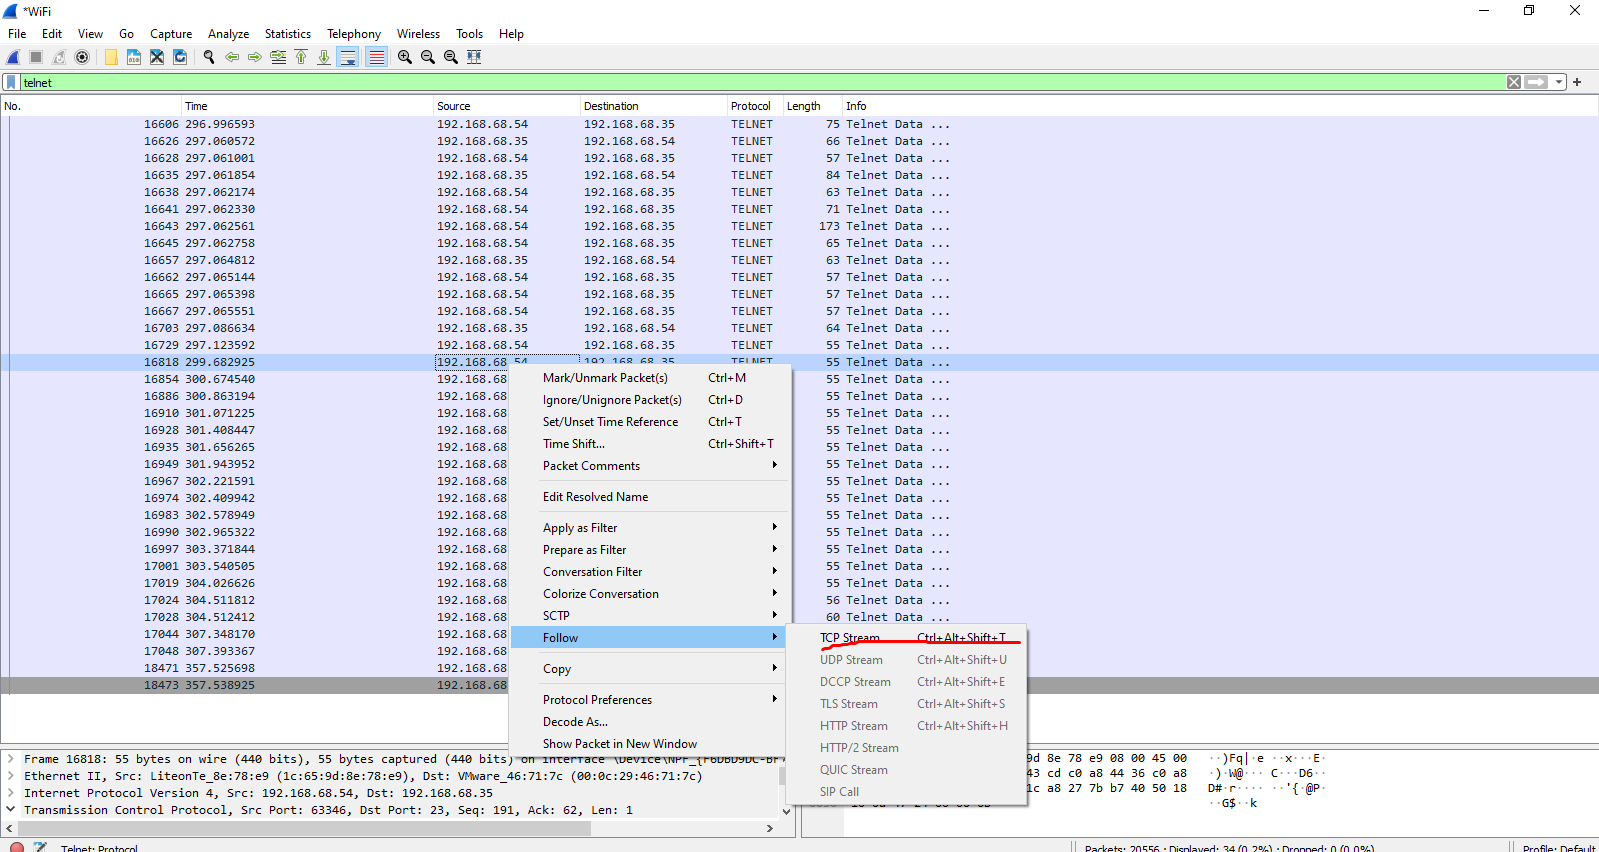 *WiFi
File Edit View Go Capture Analyze Statistics Telephony Wireless Tools Help
telnet
No. Time Source Destination Protocol Length Info
16606 296.996593 192.168.68.54 192.168.68.35 TELNET 75 Telnet Data ...
16626 297.060572 192.168.68.35 192.168.68.54 TELNET 66 Telnet Data ...
16628 297.061001 192.168.68.54 192.168.68.35 TELNET 57 Telnet Data ...
16635 297.061854 192.168.68.35 192.168.68.54 TELNET 84 Telnet Data ...
16638 297.062174 192.168.68.54 192.168.68.35 TELNET 63 Telnet Data ...
16641 297.062330 192.168.68.54 192.168.68.35 TELNET 71 Telnet Data ...
16643 297.062561 192.168.68.54 192.168.68.35 TELNET 173 Telnet Data ...
16645 297.062758 192.168.68.54 192.168.68.35 TELNET 65 Telnet Data ...
16657 297.064812 192.168.68.35 192.168.68.54 TELNET 63 Telnet Data ...
16662 297.065144 192.168.68.54 192.168.68.35 TELNET 57 Telnet Data ...
16665 297.065398 192.168.68.54 192.168.68.35 TELNET 57 Telnet Data ...
16667 297.065551 192.168.68.54 192.168.68.35 TELNET 57 Telnet Data ...
16703 297.086634 192.168.68.35 192.168.68.54 TELNET 64 Telnet Data ...
16729 297.123592 192.168.68.54 192.168.68.35 TELNET 55 Telnet Data ...
16818 299.682925 192.168.68.54 192.168.68.35 TELNET 55 Telnet Data ...
16854 300.674540 192.168.68 55 Telnet Data ...
16886 300.863194 192.168.68 55 Telnet Data ...
16910 301.071225 192.168.68 55 Telnet Data ...
16928 301.408447 192.168.68 55 Telnet Data ...
16935 301.656265 192.168.68 55 Telnet Data ...
16949 301.943952 192.168.68 55 Telnet Data ...
16967 302.221591 192.168.68 55 Telnet Data ...
16974 302.409942 192.168.68 55 Telnet Data ...
16983 302.578949 192.168.68 55 Telnet Data ...
16990 302.965322 192.168.68 55 Telnet Data ...
16997 303.371844 192.168.68 55 Telnet Data ...
17001 303.540505 192.168.68 55 Telnet Data ...
17019 304.026626 192.168.68 55 Telnet Data ...
17024 304.511812 192.168.68 56 Telnet Data ...
17028 304.512412 192.168.68 60 Telnet Data ...
17044 307.348170 192.168.68
17048 307.393367 192.168.68
18471 357.525698 192.168.68
18473 357.538925 192.168.68
Mark/Unmark Packet(s) Ctrl+M
Ignore/Unignore Packet(s) Ctrl+D
Set/Unset Time Reference Ctrl+T
Time Shift... Ctrl+Shift+T
Packet Comments
Edit Resolved Name
Apply as Filter
Prepare as Filter
Conversation Filter
Colorize Conversation
SCTP
Follow
Copy
Protocol Preferences
Decode As...
Show Packet in New Window
TCP Stream Ctrl+Alt+Shift+T
UDP Stream Ctrl+Alt+Shift+U
DCCP Stream Ctrl+Alt+Shift+E
TLS Stream Ctrl+Alt+Shift+S
HTTP Stream Ctrl+Alt+Shift+H
HTTP/2 Stream
QUIC Stream
SIP Call
Frame 16818: 55 bytes on wire (440 bits), 55 bytes captured (440 bits) on interface \Device\NPF_{F6DBD9DC-BF
Ethernet II, Src: LiteonTe_8e:78:e9 (1c:65:9d:8e:78:e9), Dst: VMware_46:71:7c (00:0c:29:46:71:7c)
Internet Protocol Version 4, Src: 192.168.68.54, Dst: 192.168.68.35
Transmission Control Protocol, Src Port: 63346, Dst Port: 23, Seq: 191, Ack: 62, Len: 1
9d 8e 78 e9 08 00 45 00 ··)Fq|·e ··x···E·
43 cd c0 a8 44 36 c0 a8 ·)·W@··· C···D6··
1c a8 27 7b b7 40 50 18 D#·r···· ··'{·@P·
··G$··k
Telnet: Protocol
Packets: 20556 · Displayed: 34 (0.2%) · Dropped: 0 (0.0%)
Profile: Default